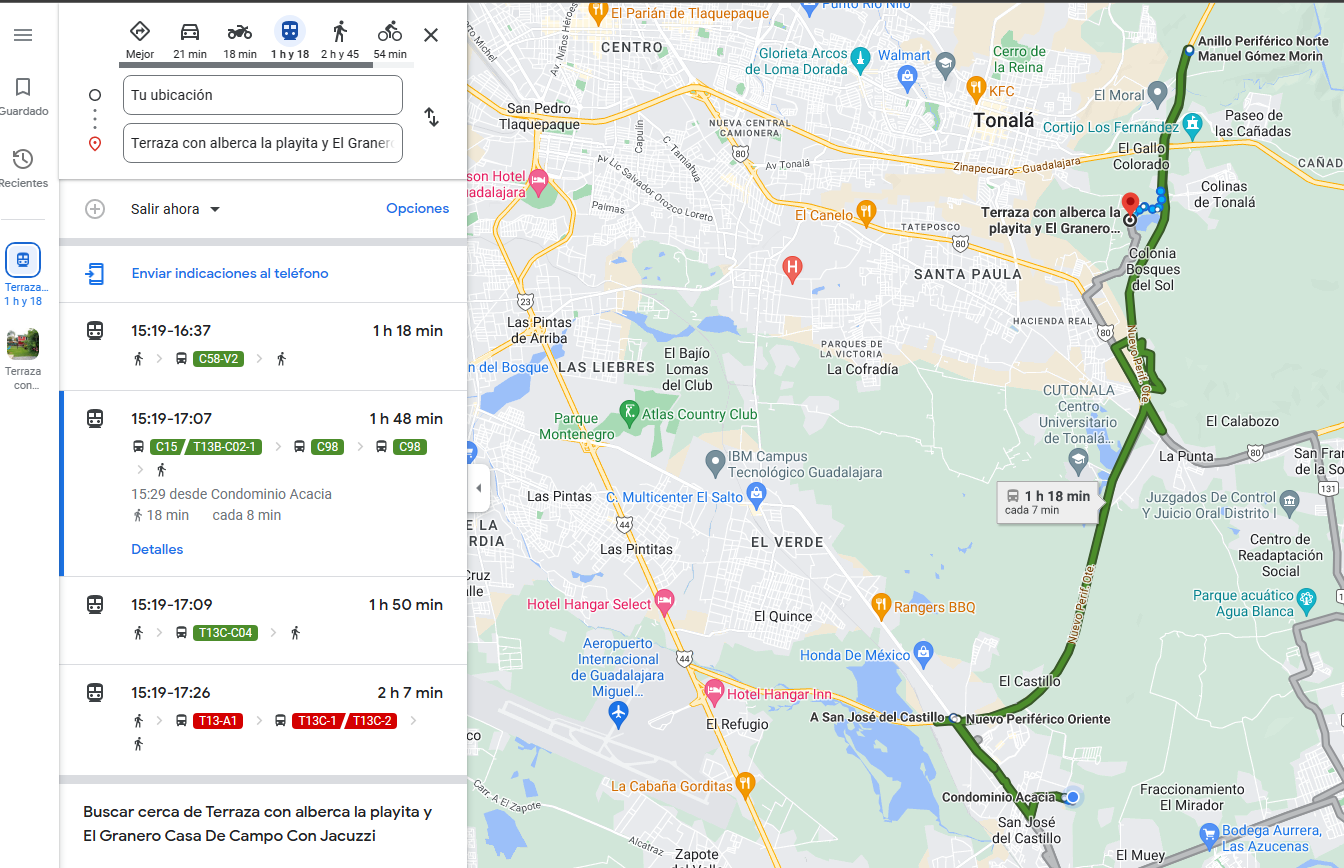 Mejor
21 min
18 min
1 h y 18
2 h y 45
54 min
Guardado
Recientes
Terraza...
1 h y 18
Terraza
con...
Tu ubicación
Terraza con alberca la playita y El Granero
Salir ahora
Opciones
Enviar indicaciones al teléfono
15:19-16:37
1 h 18 min
C58-V2
15:19-17:07
1 h 48 min
C15 / T13B-C02-1
C98
C98
15:29 desde Condominio Acacia
18 min cada 8 min
Detalles
15:19-17:09
1 h 50 min
T13C-C04
15:19-17:26
2 h 7 min
T13-A1
T13C-1 / T13C-2
Buscar cerca de Terraza con alberca la playita y
El Granero Casa De Campo Con Jacuzzi
El Parián de Tlaquepaque
Punto Río Nilo
CENTRO
Av. Niños Héroes
Glorieta Arcos
de Loma Dorada
Walmart
Cerro de
la Reina
KFC
Anillo Periférico Norte
Manuel Gómez Morin
El Moral
San Pedro
Tlaquepaque
NUEVA CENTRAL
CAMIONERA
Tonalá
Cortijo Los Fernández
Paseo de
las Cañadas
El Gallo
Colorado
80
Capulín
C. Tamiahua
Av Tonalá
Zinapecuaro- Guadalajara
CAÑAD
son Hotel
uadalajara
Av Lic Salvador Orozco Loreto
Palmas
El Canelo
TATEPOSCO
80
Terraza con alberca la
playita y El Granero...
Colinas
de Tonalá
SANTA PAULA
Colonia
Bosques
del Sol
23
Las Pintas
de Arriba
HACIENDA REAL
80
Nuevo Perif. Ote.
PARQUES DE
LA VICTORIA
La Cofradía
El Bajío
Lomas
del Club
n del Bosque
LAS LIEBRES
Atlas Country Club
Parque
Montenegro
CUTONALA
Centro
Universitario
de Tonalá...
El Calabozo
80
La Punta
San Fran
de la So
131
IBM Campus
Tecnológico Guadalajara
Las Pintas
C. Multicenter El Salto
1 h 18 min
cada 7 min
Juzgados De Control
Y Juicio Oral Distrito I
44
E LA
RDIA
Las Pintitas
EL VERDE
Centro de
Readaptación
Social
Cruz
lle
Hotel Hangar Select
El Quince
Rangers BBQ
Nuevo Perif. Ote.
Parque acuático
Agua Blanca
Aeropuerto
Internacional
de Guadalajara
Miguel...
44
Honda De México
Hotel Hangar Inn
El Castillo
El Refugio
A San José del Castillo
Nuevo Periférico Oriente
co
La Cabaña Gorditas
Carr. A El Zapote
Condominio Acacia
San José
del Castillo
Fraccionamiento
El Mirador
Bodega Aurrera,
Las Azucenas
Alcatráz
Zapote
del Valle
El Muey